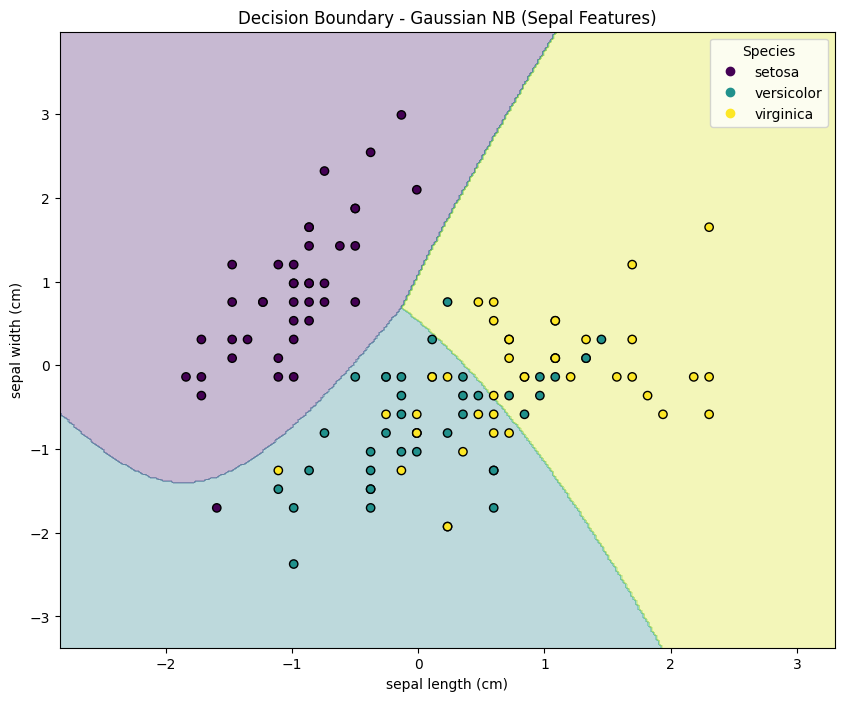 Decision Boundary - Gaussian NB (Sepal Features)
Species
setosa
versicolor
virginica
sepal width (cm)
3
2
1
0
−1
−2
−3
−2
−1
0
1
2
3
sepal length (cm)